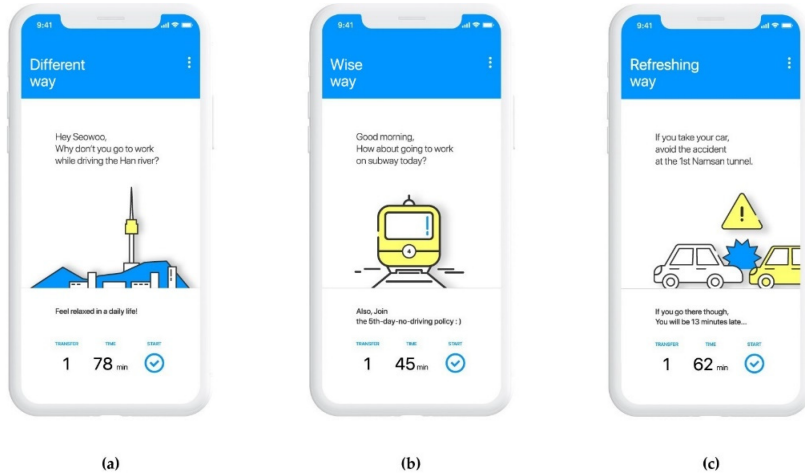 9:41
Different
way
Hey Seowoo,
Why don't you go to work
while driving the Han river?
Feel relaxed in a daily life!
TRANSFER TIME START
1 78 min
(a)
9:41
Wise
way
Good morning,
How about going to work
on subway today?
4
Also, Join
the 5th-day-no-driving policy : )
TRANSFER TIME START
1 45 min
(b)
9:41
Refreshing
way
If you take your car,
avoid the accident
at the 1st Namsan tunnel.
!
If you go there though,
You will be 13 minutes late...
TRANSFER TIME START
1 62 min
(c)